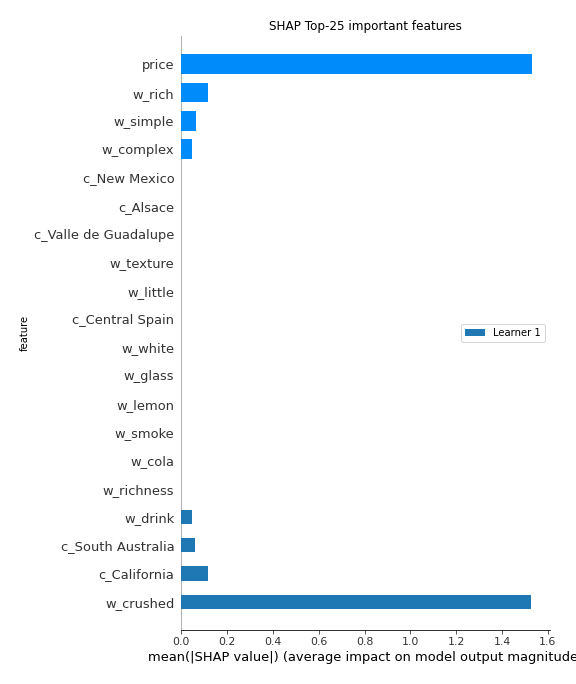 SHAP Top-25 important features
price
w_rich
w_simple
w_complex
c_New Mexico
c_Alsace
c_Valle de Guadalupe
w_texture
w_little
c_Central Spain
w_white
w_glass
w_lemon
w_smoke
w_cola
w_richness
w_drink
c_South Australia
c_California
w_crushed
feature
Learner 1
0.0 0.2 0.4 0.6 0.8 1.0 1.2 1.4 1.6
mean(|SHAP value|) (average impact on model output magnitude